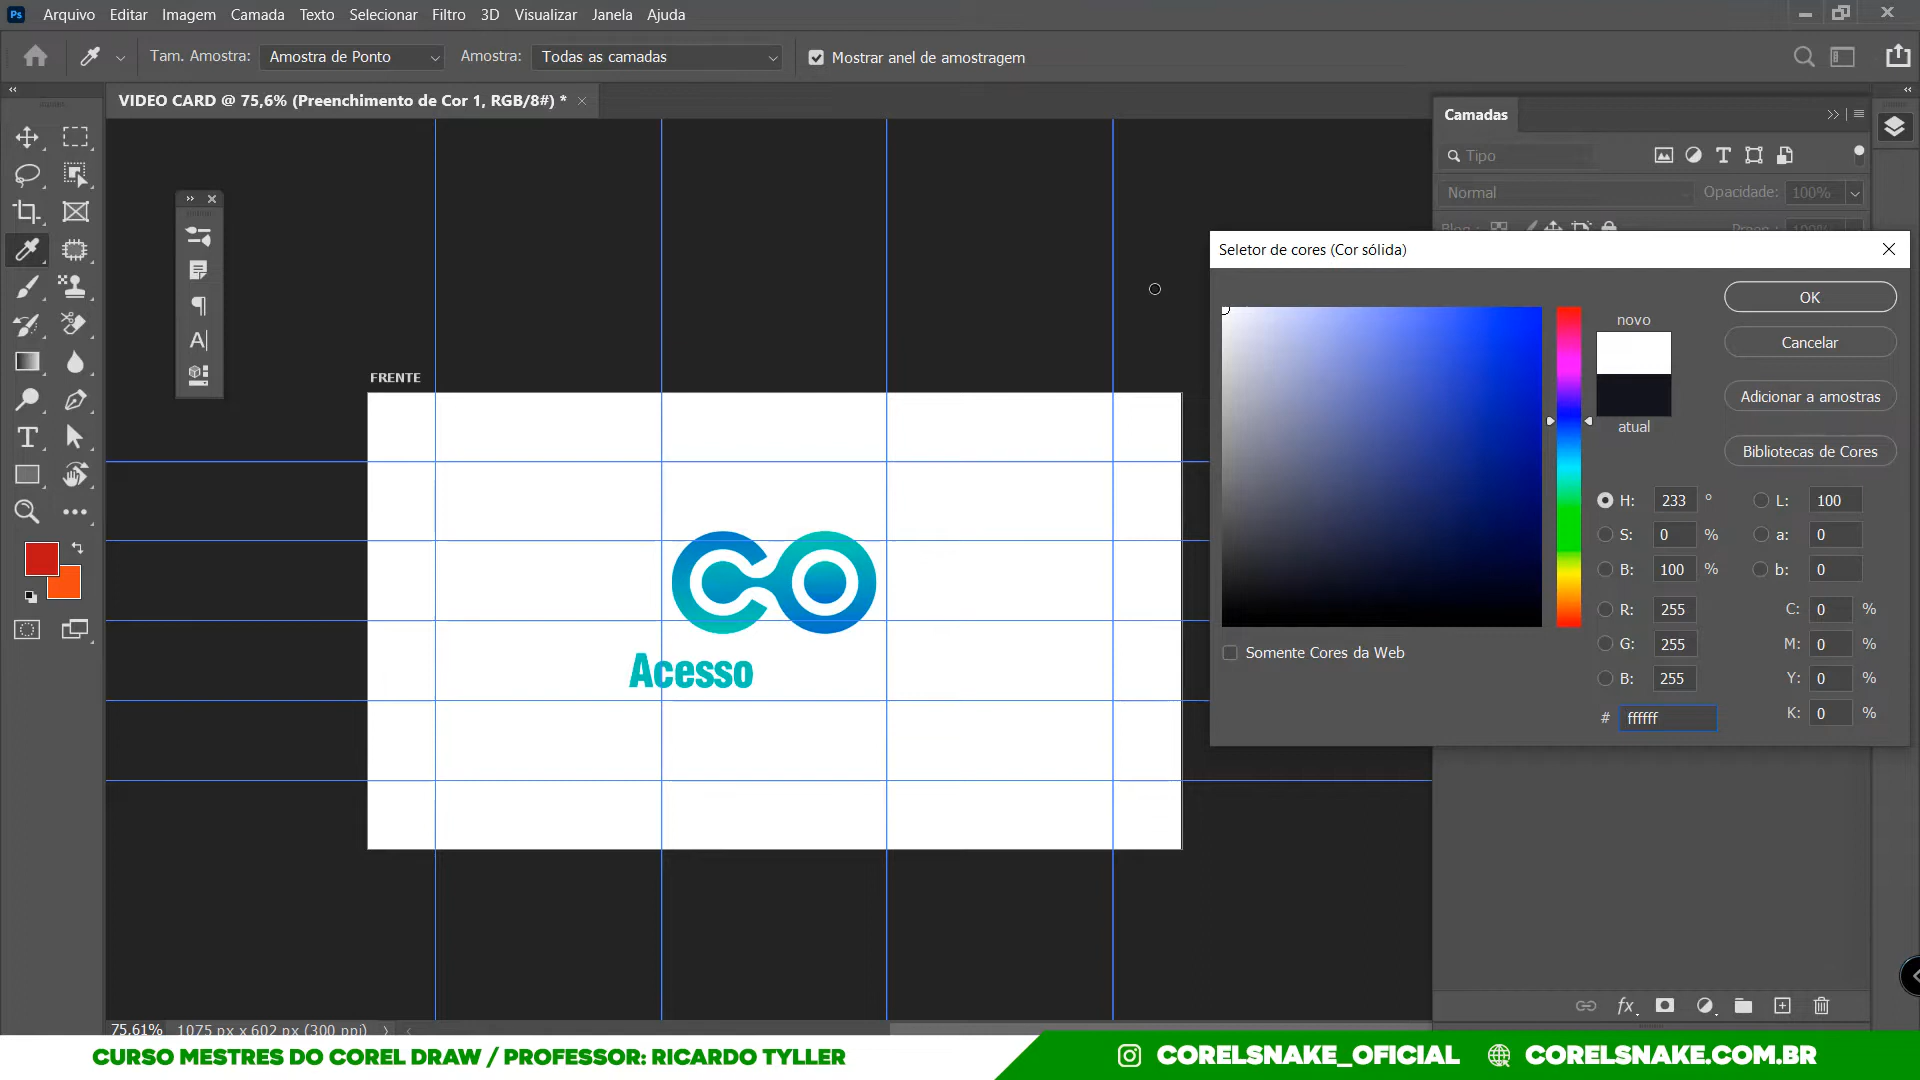 Ps Arquivo Editar Imagem Camada Texto Selecionar Filtro 3D Visualizar Janela Ajuda
Tam. Amostra: Amostra de Ponto Amostra: Todas as camadas Mostrar anel de amostragem
VIDEO CARD @ 75,6% (Preenchimento de Cor 1, RGB/8#) * ×
Camadas
Tipo
Normal Opacidade: 100%
Seletor de cores (Cor sólida)
OK
novo
Cancelar
Adicionar a amostras
atual
Bibliotecas de Cores
H: 233 ° L: 100
S: 0 % a: 0
B: 100 % b: 0
R: 255 C: 0 %
G: 255 M: 0 %
B: 255 Y: 0 %
# ffffff K: 0 %
Somente Cores da Web
FRENTE
CO
Acesso
75,61% 1075 px x 602 px (300 ppi)
CURSO MESTRES DO COREL DRAW / PROFESSOR: RICARDO TYLLER
CORELSNAKE_OFICIAL CORELSNAKE.COM.BR